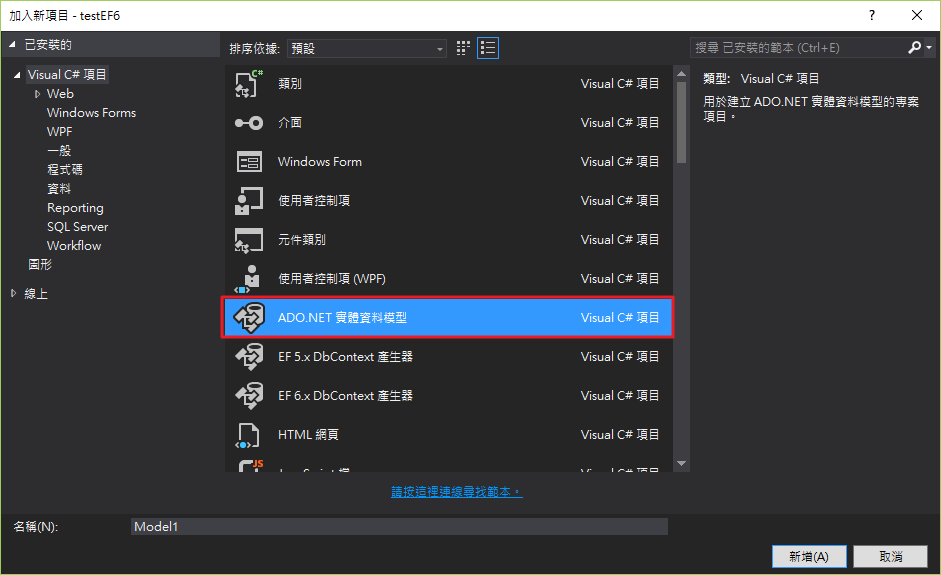 加入新項目 - testEF6
已安裝的
排序依據: 預設
搜尋 已安裝的範本 (Ctrl+E)
Visual C# 項目
Web
Windows Forms
WPF
一般
程式碼
資料
Reporting
SQL Server
Workflow
圖形
線上
類別 Visual C# 項目
介面 Visual C# 項目
Windows Form Visual C# 項目
使用者控制項 Visual C# 項目
元件類別 Visual C# 項目
使用者控制項 (WPF) Visual C# 項目
ADO.NET 實體資料模型 Visual C# 項目
EF 5.x DbContext 產生器 Visual C# 項目
EF 6.x DbContext 產生器 Visual C# 項目
HTML 網頁 Visual C# 項目
JavaScript 檔 Visual C# 項目
類型: Visual C# 項目
用於建立 ADO.NET 實體資料模型的專案
項目。
請按這裡連線尋找範本。
名稱(N): Model1
新增(A) 取消